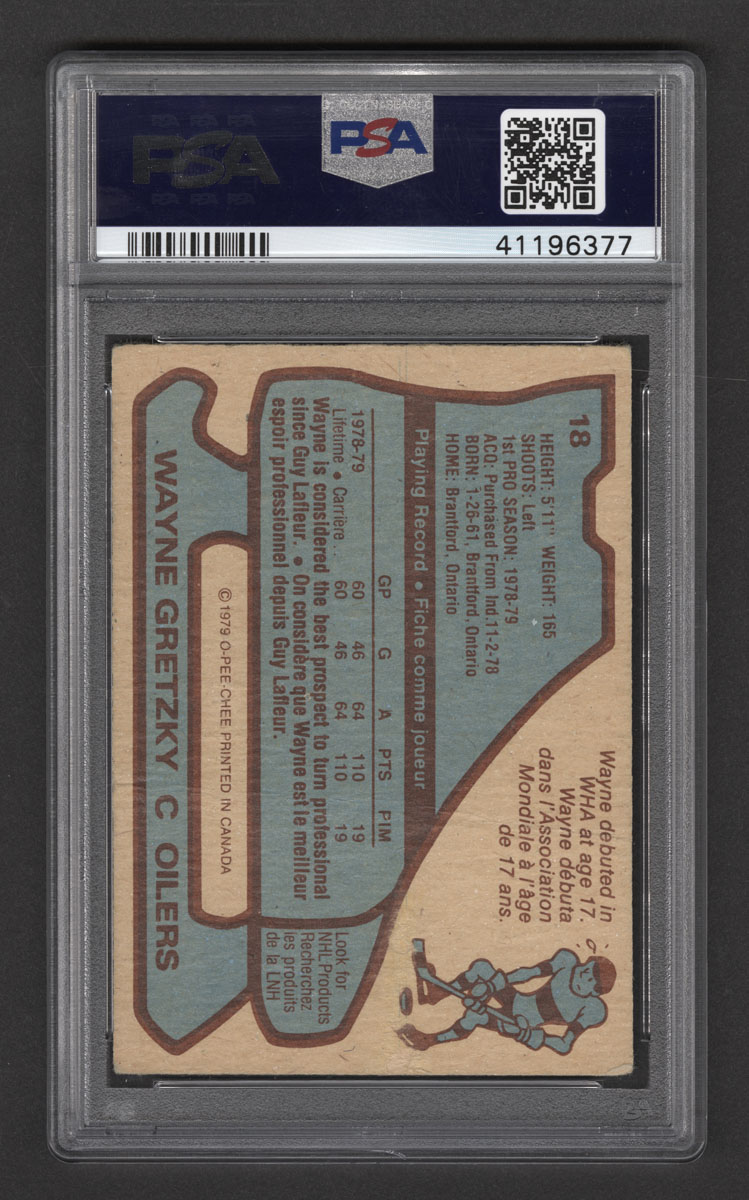 PSA
PSA
41196377
18
HEIGHT: 5'11" WEIGHT: 165
SHOOTS: Left
1st PRO SEASON: 1978-79
ACQ: Purchased From Ind. 11-2-78
BORN: 1-26-61, Brantford, Ontario
HOME: Brantford, Ontario
Wayne debuted in
WHA at age 17.
Wayne débuta
dans l'Association
Mondiale à l'âge
de 17 ans.
Playing Record • Fiche comme joueur
GP G A PTS PIM
1978-79 60 46 64 110 19
Lifetime • Carrière... 60 46 64 110 19
Wayne is considered the best prospect to turn professional
since Guy Lafleur. • On considère que Wayne est le meilleur
espoir professionnel depuis Guy Lafleur.
Look for
NHL Products
Recherchez
les produits
de la LNH
© 1979 O-PEE-CHEE PRINTED IN CANADA
WAYNE GRETZKY C OILERS